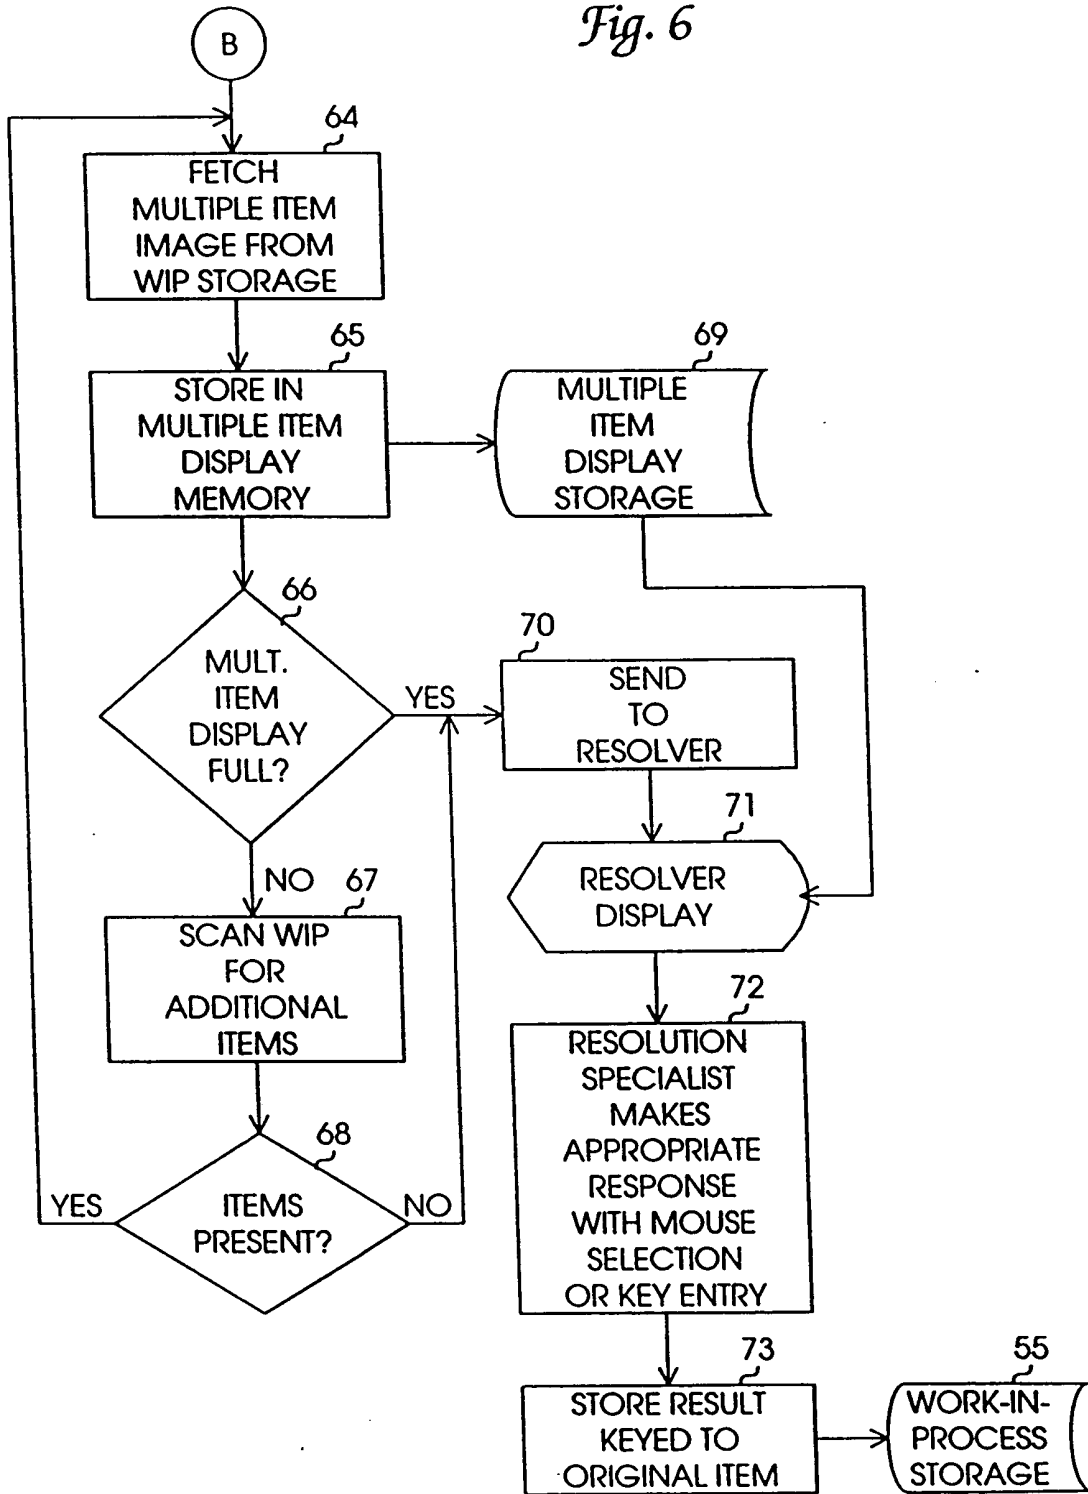 Fig. 6
B
64
FETCH
MULTIPLE ITEM
IMAGE FROM
WIP STORAGE
65
STORE IN
MULTIPLE ITEM
DISPLAY
MEMORY
69
MULTIPLE
ITEM
DISPLAY
STORAGE
66
MULT.
ITEM
DISPLAY
FULL?
YES
NO
70
SEND
TO
RESOLVER
71
RESOLVER
DISPLAY
67
SCAN WIP
FOR
ADDITIONAL
ITEMS
68
ITEMS
PRESENT?
YES
NO
72
RESOLUTION
SPECIALIST
MAKES
APPROPRIATE
RESPONSE
WITH MOUSE
SELECTION
OR KEY ENTRY
73
STORE RESULT
KEYED TO
ORIGINAL ITEM
55
WORK-IN-
PROCESS
STORAGE